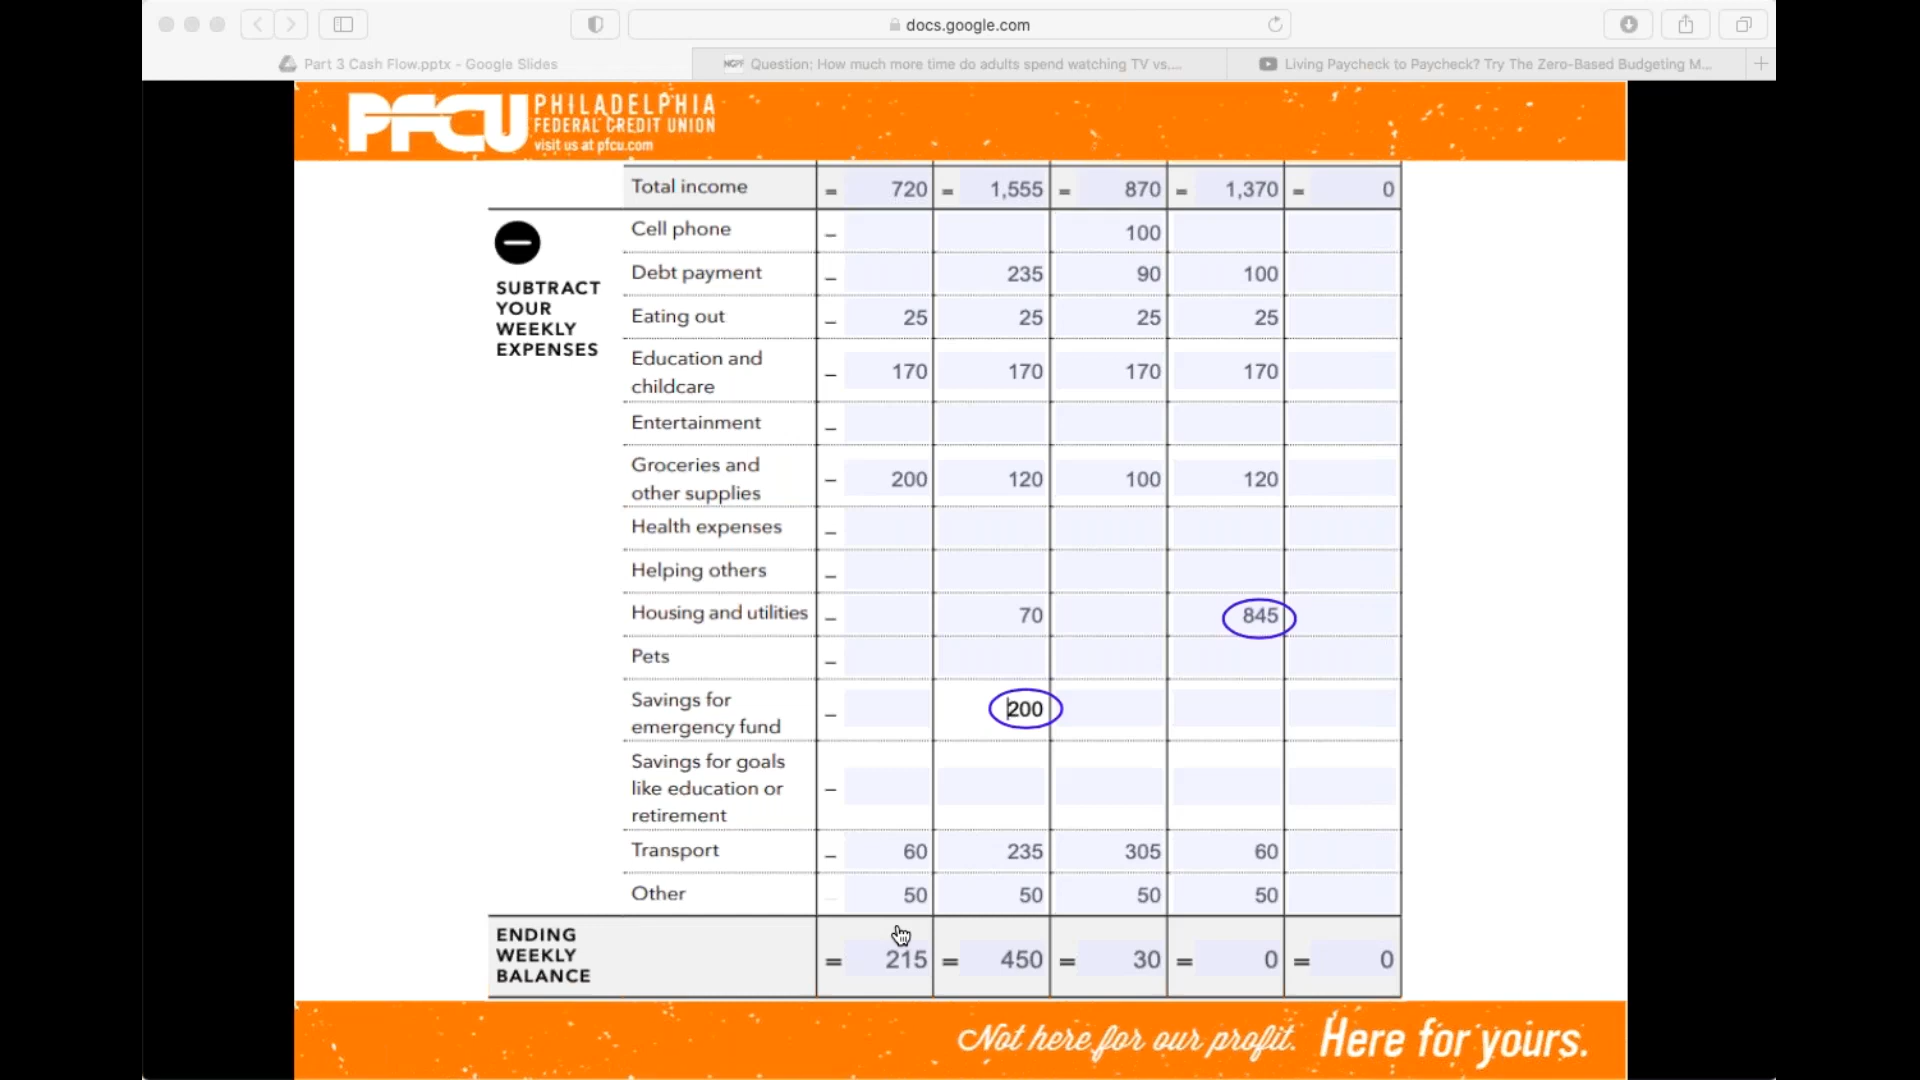 docs.google.com
Part 3 Cash Flow.pptx - Google Slides
NGPF Question: How much more time do adults spend watching TV vs....
Living Paycheck to Paycheck? Try The Zero-Based Budgeting M...
PFCU PHILADELPHIA
FEDERAL CREDIT UNION
visit us at pfcu.com
Total income = 720 = 1,555 = 870 = 1,370 = 0
SUBTRACT
YOUR
WEEKLY
EXPENSES
Cell phone – 100
Debt payment – 235 90 100
Eating out – 25 25 25 25
Education and
childcare – 170 170 170 170
Entertainment –
Groceries and
other supplies – 200 120 100 120
Health expenses –
Helping others –
Housing and utilities – 70 845
Pets –
Savings for
emergency fund – 200
Savings for goals
like education or
retirement –
Transport – 60 235 305 60
Other – 50 50 50 50
ENDING
WEEKLY
BALANCE = 215 = 450 = 30 = 0 = 0
Not here for our profit. Here for yours.